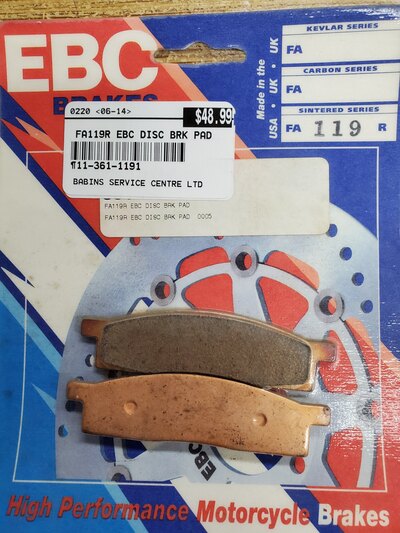 EBC
BRAKES
Made in the
USA • UK • UK
KEVLAR SERIES
FA
CARBON SERIES
FA
SINTERED SERIES
FA 119 R
0220 <06-14>
$48.99
FA119R EBC DISC BRK PAD
¶11-361-1191
BABINS SERVICE CENTRE LTD
FA119R EBC DISC BRK PAD
FA119R EBC DISC BRK PAD 0005
EBC
High Performance Motorcycle Brakes